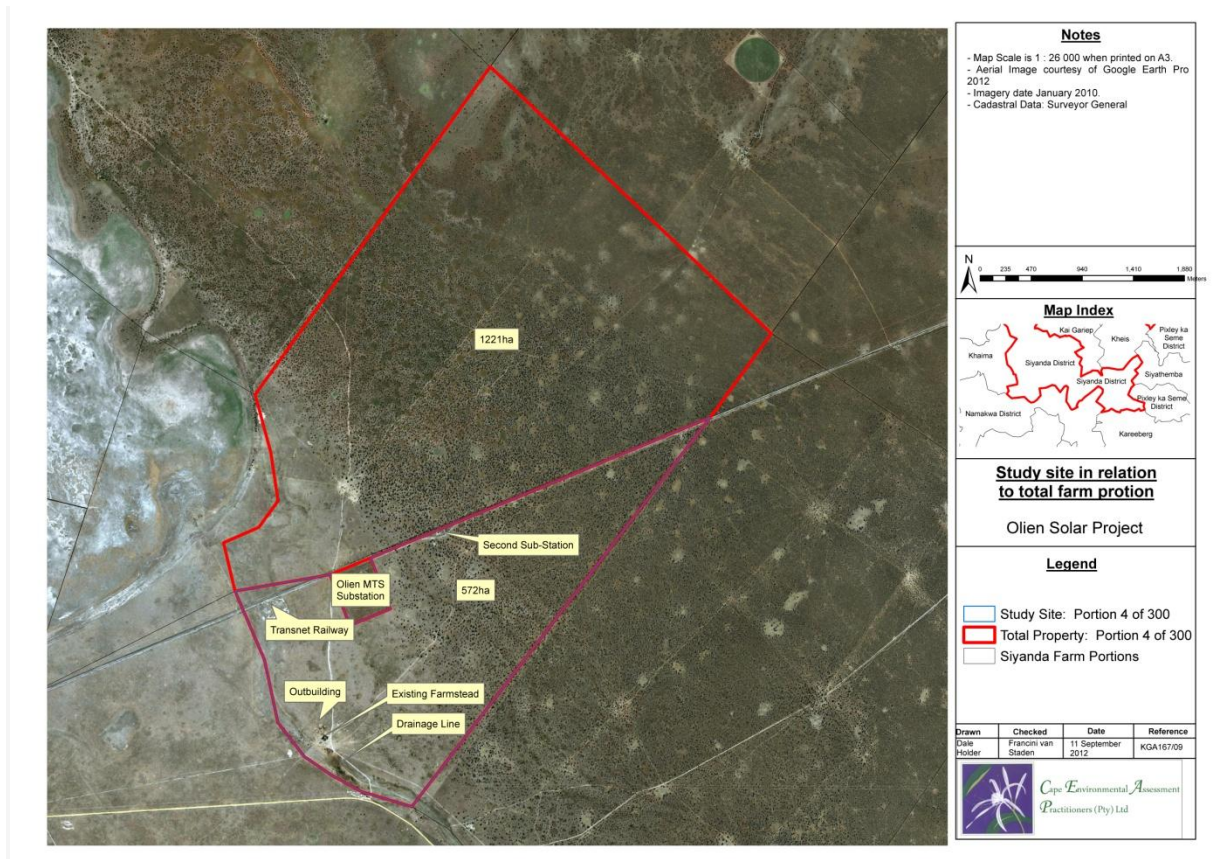 1221ha
Second Sub-Station
Olien MTS
Substation
572ha
Transnet Railway
Outbuilding
Existing Farmstead
Drainage Line
Notes
- Map Scale is 1 : 26 000 when printed on A3.
- Aerial Image courtesy of Google Earth Pro
2012
- Imagery date January 2010.
- Cadastral Data: Surveyor General
N
0 235 470 940 1,410 1,880
Meters
Map Index
Kai Gariep
Kheis
Pixley ka
Seme
District
Khaima
Siyanda District
Siyanda District
Siyathemba
Pixley ka Seme
District
Namakwa District
Kareeberg
Study site in relation
to total farm protion
Olien Solar Project
Legend
Study Site: Portion 4 of 300
Total Property: Portion 4 of 300
Siyanda Farm Portions
Drawn Checked Date Reference
Dale
Holder
Francini van
Staden
11 September
2012
KGA167/09
Cape Environmental Assessment
Practitioners (Pty) Ltd